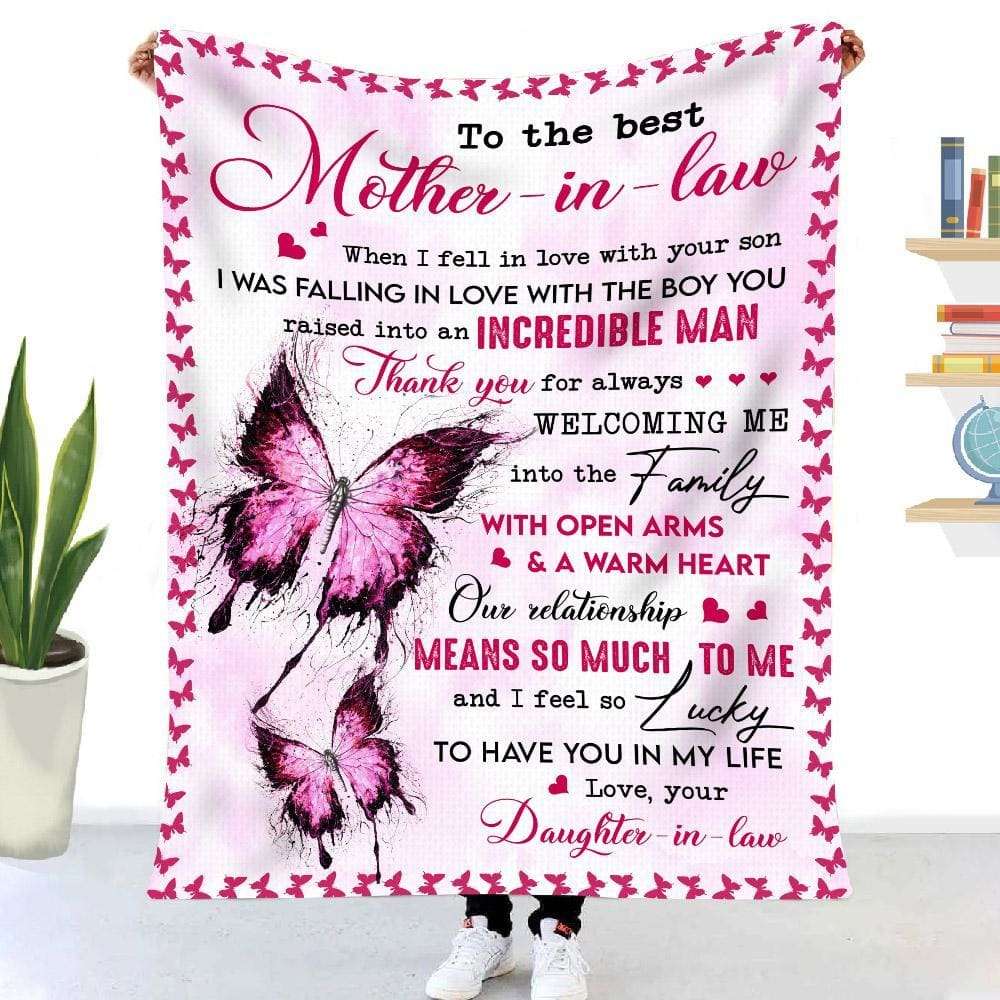 To the best
Mother-in-law
When I fell in love with your son
I WAS FALLING IN LOVE WITH THE BOY YOU
raised into an INCREDIBLE MAN
Thank you for always
WELCOMING ME
into the Family
WITH OPEN ARMS
& A WARM HEART
Our relationship
MEANS SO MUCH TO ME
and I feel so Lucky
TO HAVE YOU IN MY LIFE
Love, your
Daughter-in-law